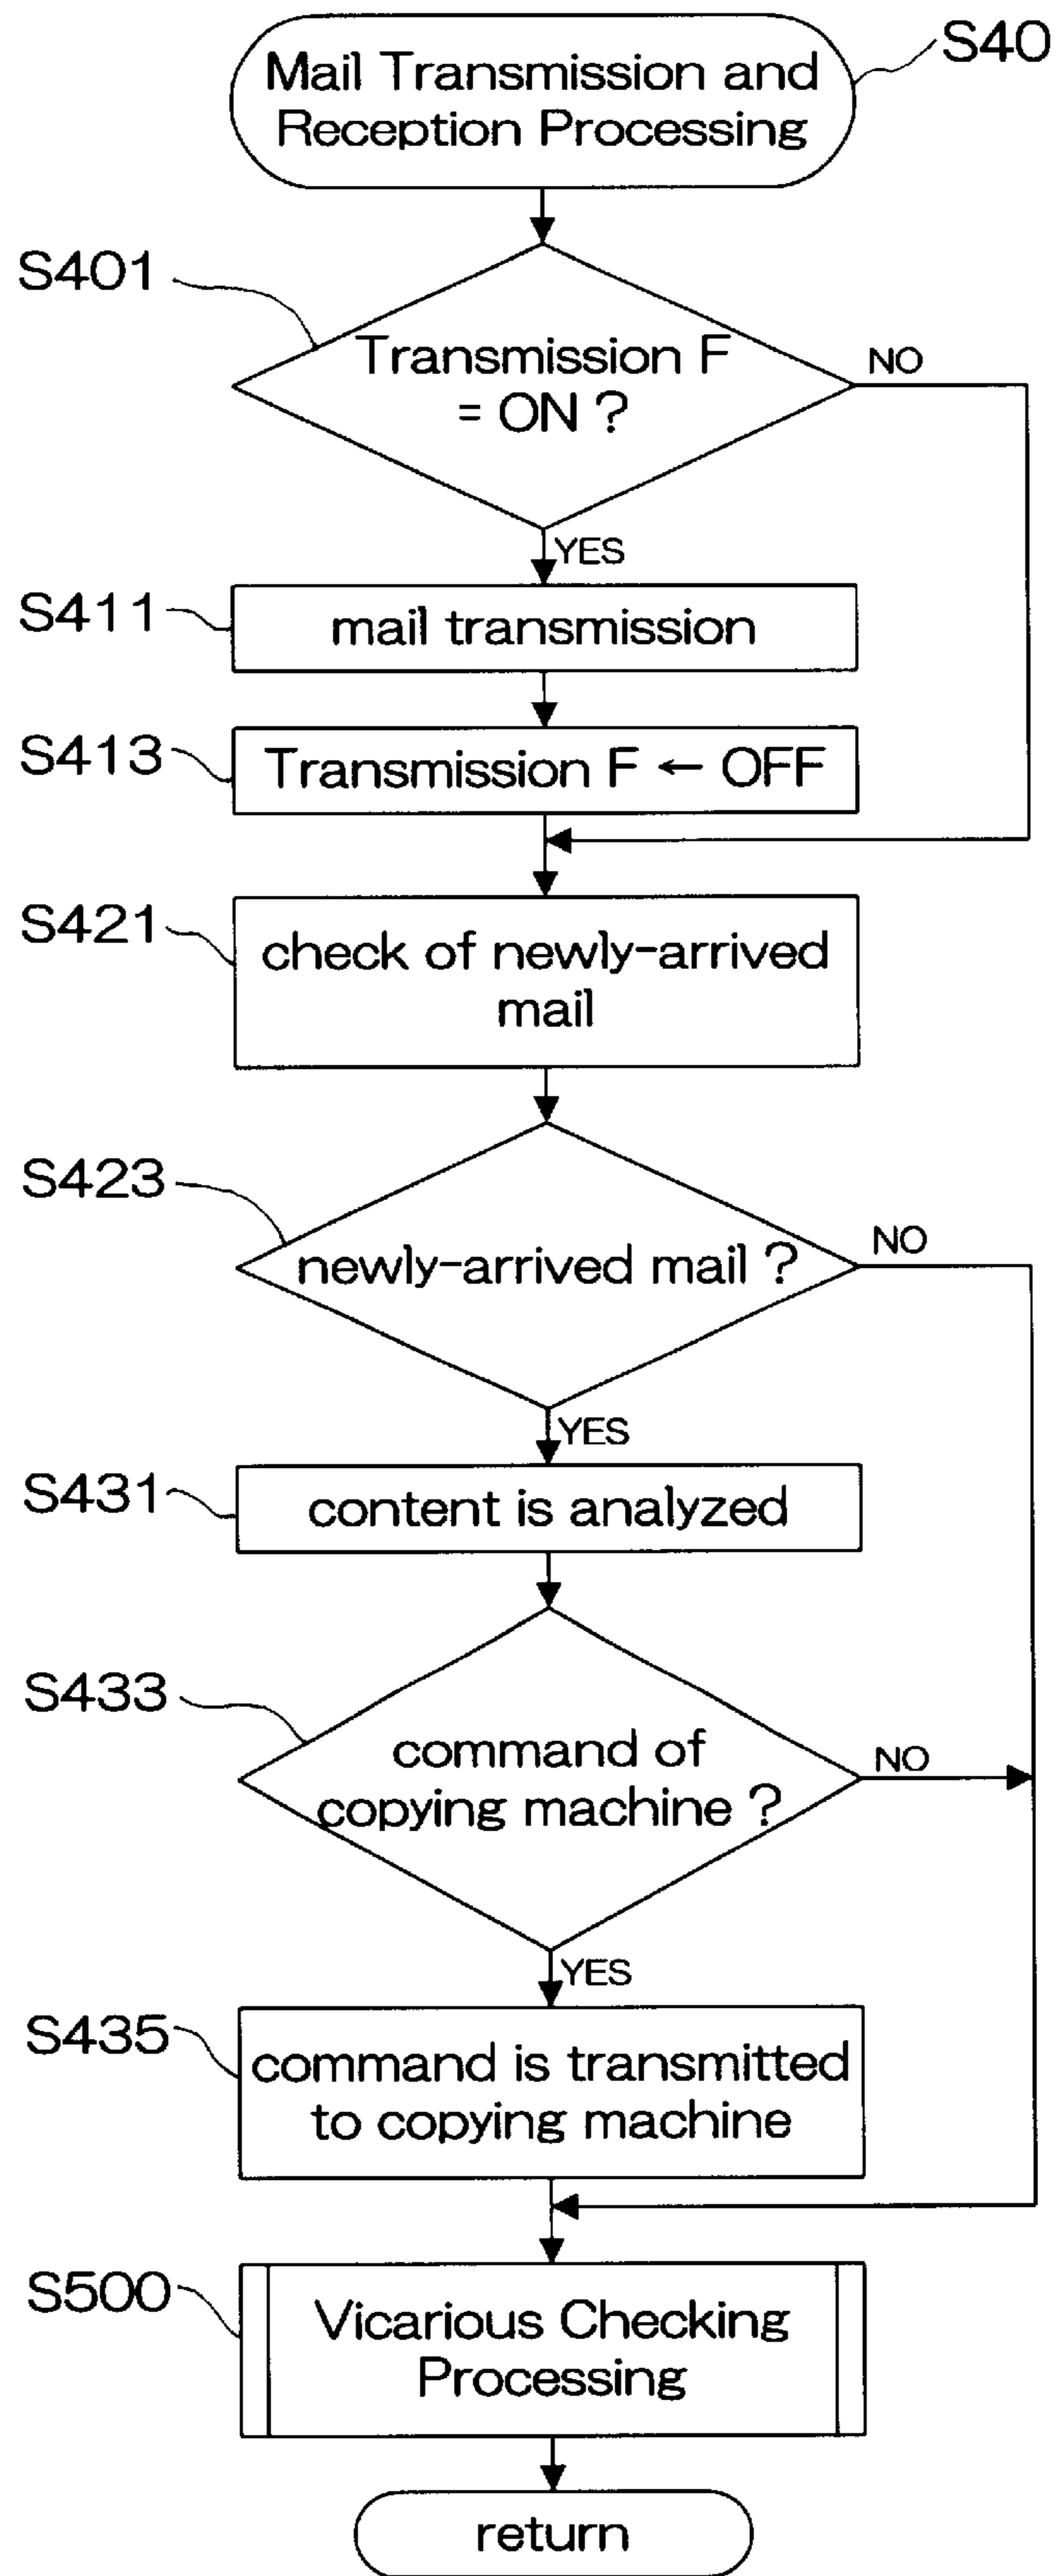 S40
Mail Transmission and
Reception Processing
S401
Transmission F
= ON ?
NO
YES
S411
mail transmission
S413
Transmission F ← OFF
S421
check of newly-arrived
mail
S423
newly-arrived mail ?
NO
YES
S431
content is analyzed
S433
command of
copying machine ?
NO
YES
S435
command is transmitted
to copying machine
S500
Vicarious Checking
Processing
return